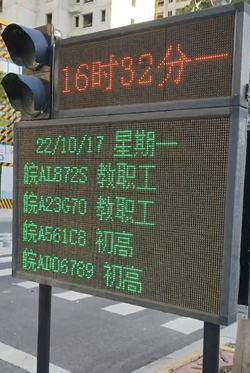 16时32分一
22/10/17 星期一
皖AL872S 教职工
皖A23G70 教职工
皖A561C8 初高
皖AD06789 初高